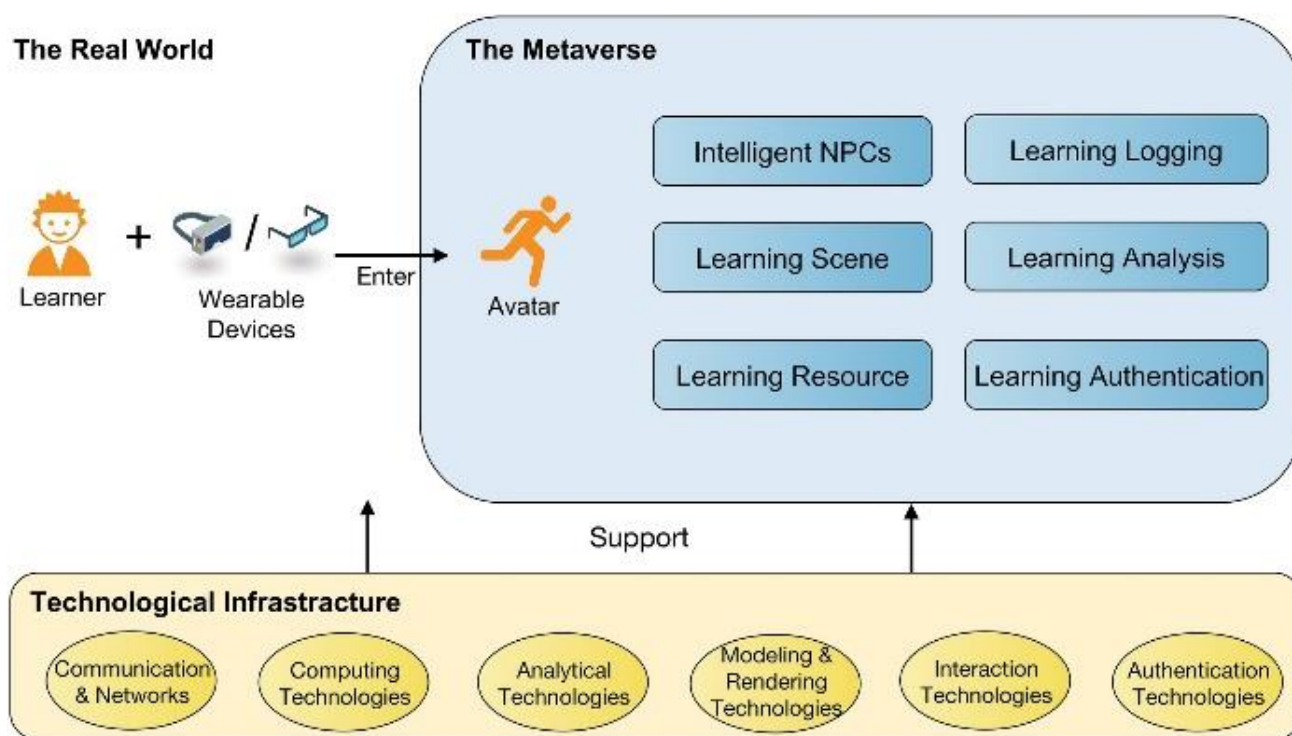 The Real World
The Metaverse
Intelligent NPCs
Learning Logging
+
/
Learning Scene
Learning Analysis
Enter
Learner
Wearable
Devices
Avatar
Learning Resource
Learning Authentication
Support
Technological Infrastracture
Communication
& Networks
Computing
Technologies
Analytical
Technologies
Modeling &
Rendering
Technologies
Interaction
Technologies
Authentication
Technologies